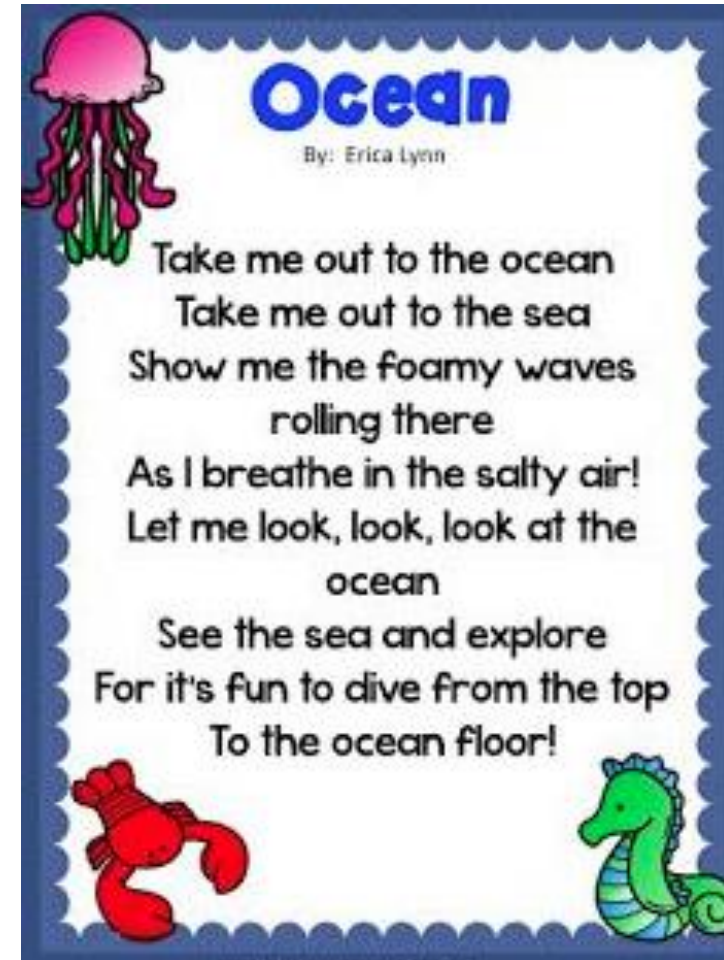 Ocean
By: Erica Lynn
Take me out to the ocean
Take me out to the sea
Show me the foamy waves
rolling there
As I breathe in the salty air!
Let me look, look, look at the
ocean
See the sea and explore
For it's fun to dive from the top
To the ocean floor!